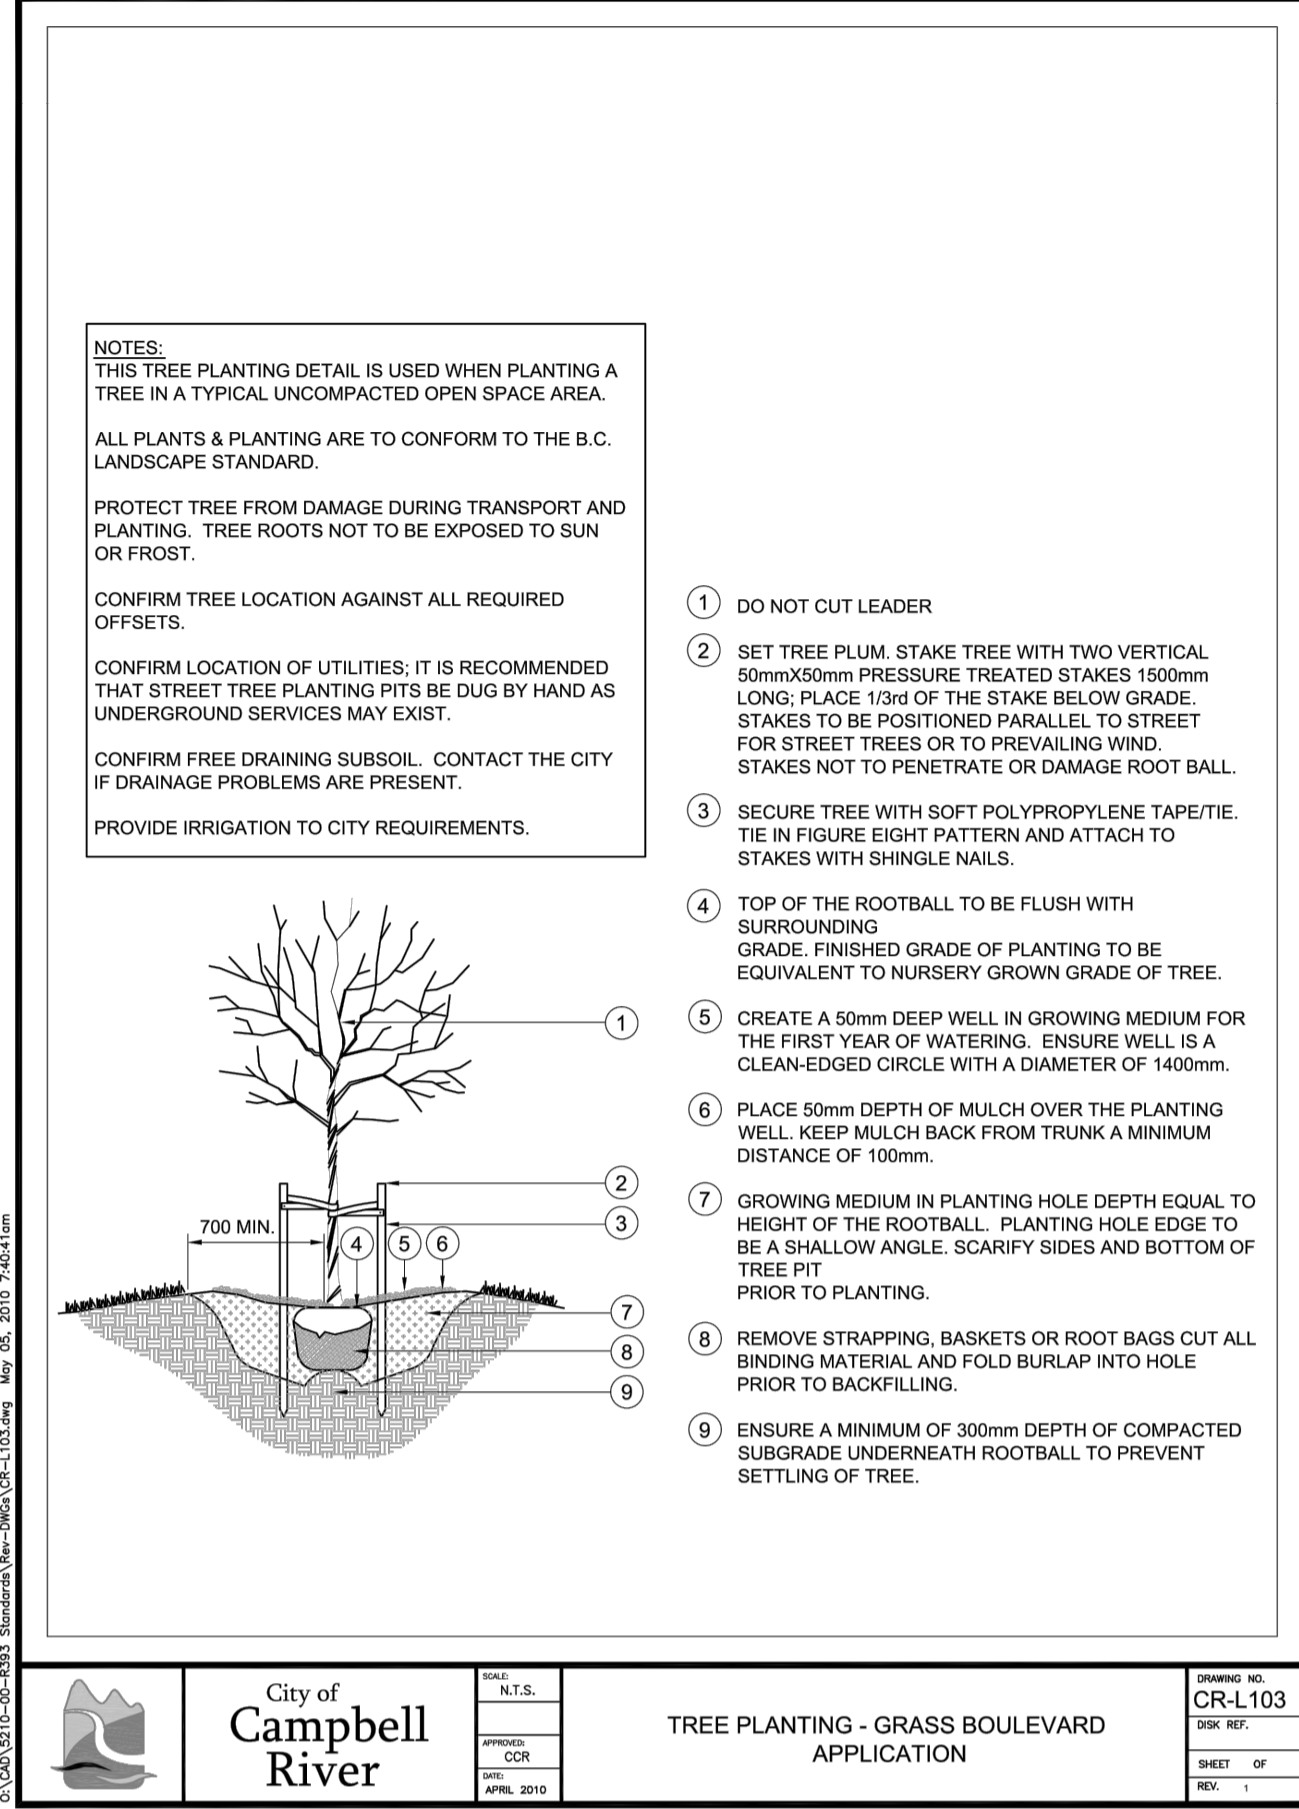 NOTES:
THIS TREE PLANTING DETAIL IS USED WHEN PLANTING A
TREE IN A TYPICAL UNCOMPACTED OPEN SPACE AREA.
ALL PLANTS & PLANTING ARE TO CONFORM TO THE B.C.
LANDSCAPE STANDARD.
PROTECT TREE FROM DAMAGE DURING TRANSPORT AND
PLANTING. TREE ROOTS NOT TO BE EXPOSED TO SUN
OR FROST.
CONFIRM TREE LOCATION AGAINST ALL REQUIRED
OFFSETS.
CONFIRM LOCATION OF UTILITIES; IT IS RECOMMENDED
THAT STREET TREE PLANTING PITS BE DUG BY HAND AS
UNDERGROUND SERVICES MAY EXIST.
CONFIRM FREE DRAINING SUBSOIL. CONTACT THE CITY
IF DRAINAGE PROBLEMS ARE PRESENT.
PROVIDE IRRIGATION TO CITY REQUIREMENTS.
1 DO NOT CUT LEADER
2 SET TREE PLUM. STAKE TREE WITH TWO VERTICAL
50mmX50mm PRESSURE TREATED STAKES 1500mm
LONG; PLACE 1/3rd OF THE STAKE BELOW GRADE.
STAKES TO BE POSITIONED PARALLEL TO STREET
FOR STREET TREES OR TO PREVAILING WIND.
STAKES NOT TO PENETRATE OR DAMAGE ROOT BALL.
3 SECURE TREE WITH SOFT POLYPROPYLENE TAPE/TIE.
TIE IN FIGURE EIGHT PATTERN AND ATTACH TO
STAKES WITH SHINGLE NAILS.
4 TOP OF THE ROOTBALL TO BE FLUSH WITH
SURROUNDING
GRADE. FINISHED GRADE OF PLANTING TO BE
EQUIVALENT TO NURSERY GROWN GRADE OF TREE.
5 CREATE A 50mm DEEP WELL IN GROWING MEDIUM FOR
THE FIRST YEAR OF WATERING. ENSURE WELL IS A
CLEAN-EDGED CIRCLE WITH A DIAMETER OF 1400mm.
6 PLACE 50mm DEPTH OF MULCH OVER THE PLANTING
WELL. KEEP MULCH BACK FROM TRUNK A MINIMUM
DISTANCE OF 100mm.
7 GROWING MEDIUM IN PLANTING HOLE DEPTH EQUAL TO
HEIGHT OF THE ROOTBALL. PLANTING HOLE EDGE TO
BE A SHALLOW ANGLE. SCARIFY SIDES AND BOTTOM OF
TREE PIT
PRIOR TO PLANTING.
8 REMOVE STRAPPING, BASKETS OR ROOT BAGS CUT ALL
BINDING MATERIAL AND FOLD BURLAP INTO HOLE
PRIOR TO BACKFILLING.
9 ENSURE A MINIMUM OF 300mm DEPTH OF COMPACTED
SUBGRADE UNDERNEATH ROOTBALL TO PREVENT
SETTLING OF TREE.
1
2
3
700 MIN.
4 5 6
7
8
9
O:\CAD\5210-00-R393 Standards\Rev-DWGs\CR-L103.dwg May 05, 2010 7:40:41am
City of
Campbell
River
SCALE:
N.T.S.
APPROVED:
CCR
DATE:
APRIL 2010
TREE PLANTING - GRASS BOULEVARD
APPLICATION
DRAWING NO.
CR-L103
DISK REF.
SHEET OF
REV. 1